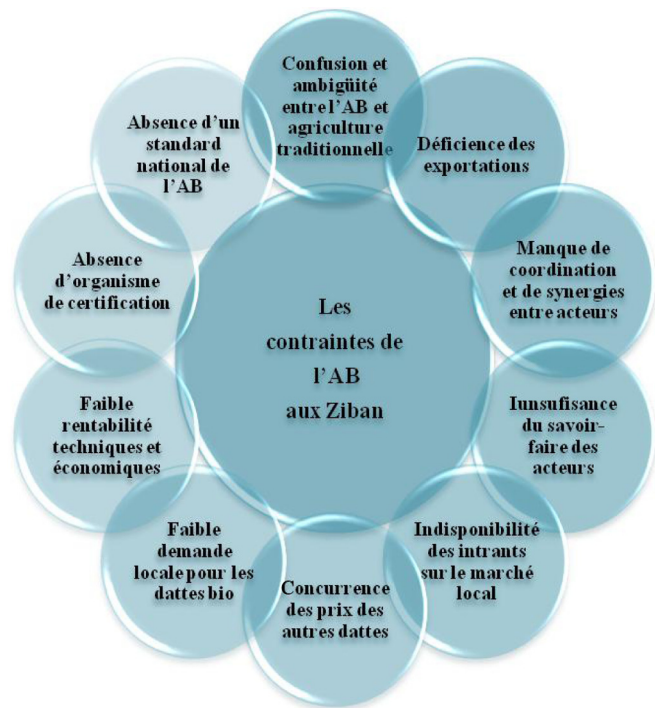 Confusion et
ambigüité
entre l'AB et
agriculture
traditionnelle
Déficience des
exportations
Manque de
coordination
et de synergies
entre acteurs
Iunsufisance
du savoir-
faire des
acteurs
Indisponibilité
des intrants
sur le marché
local
Concurrence
des prix des
autres dattes
Faible
demande
locale pour les
dattes bio
Faible
rentabilité
techniques et
économiques
Absence
d'organisme
de certification
Absence d'un
standard
national de
l'AB
Les
contraintes de
l'AB
aux Ziban